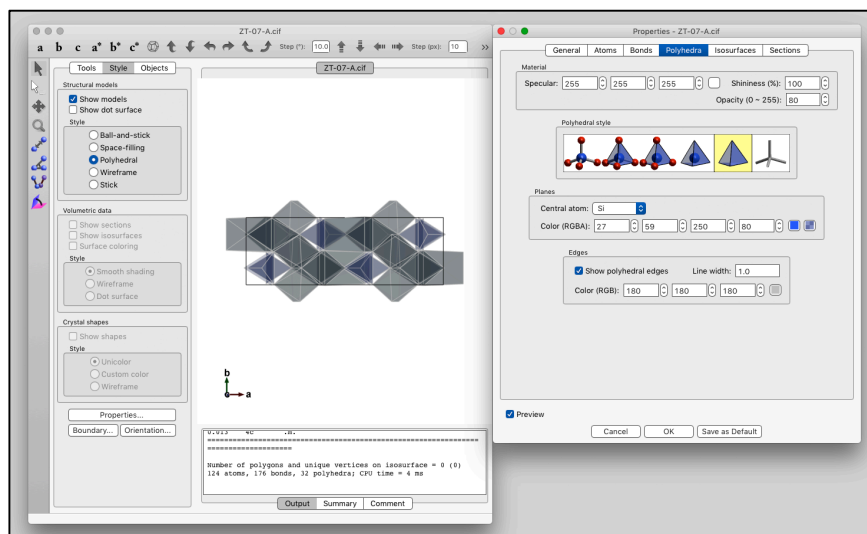 ZT-07-A.cif
a b c a* b* c* Step (°): 10.0 Step (px): 10 >>
Tools Style Objects
ZT-07-A.cif
Structural models
Show models
Show dot surface
Style
Ball-and-stick
Space-filling
Polyhedral
Wireframe
Stick
Volumetric data
Show sections
Show isosurfaces
Surface coloring
Style
Smooth shading
Wireframe
Dot surface
Crystal shapes
Show shapes
Style
Unicolor
Custom color
Wireframe
Properties...
Boundary... Orientation...
b
a
0.013 4c .m.
Number of polygons and unique vertices on isosurface = 0 (0)
124 atoms, 176 bonds, 32 polyhedra; CPU time = 4 ms
Output Summary Comment
Properties - ZT-07-A.cif
General Atoms Bonds Polyhedra Isosurfaces Sections
Material
Specular: 255 255 255 Shininess (%): 100
Opacity (0 ~ 255): 80
Polyhedral style
Planes
Central atom: Si
Color (RGBA): 27 59 250 80
Edges
Show polyhedral edges Line width: 1.0
Color (RGB): 180 180 180
Preview
Cancel OK Save as Default